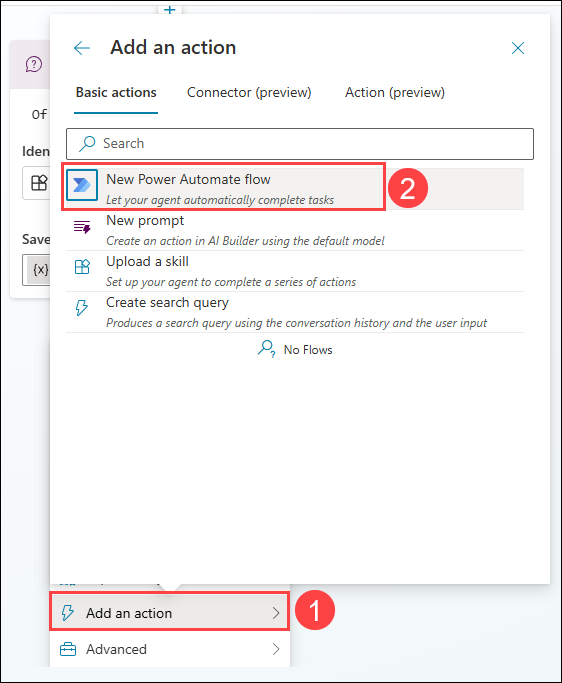 Add an action
Basic actions
Connector (preview)
Action (preview)
Of
Search
Iden
New Power Automate flow
2
Let your agent automatically complete tasks
New prompt
Save
Create an action in AI Builder using the default model
Upload a skill
{x}
Set up your agent to complete a series of actions
Create search query
Produces a search query using the conversation history and the user input
No Flows
Add an action
1
Advanced